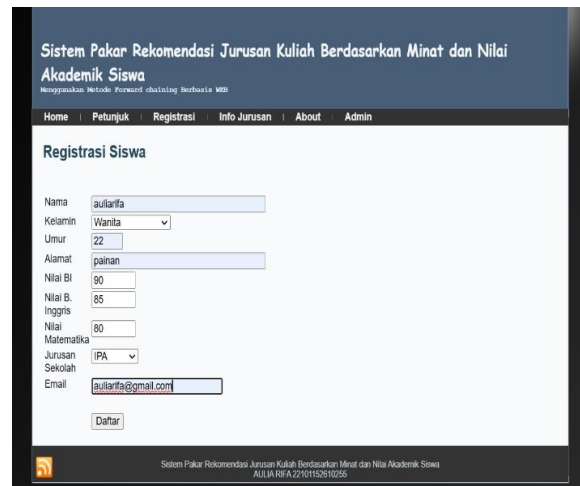 Sistem Pakar Rekomendasi Jurusan Kuliah Berdasarkan Minat dan Nilai
Akademik Siswa
Menggunakan Metode Forward chaining Berbasis WEB
Home | Petunjuk | Registrasi | Info Jurusan | About | Admin
Registrasi Siswa
Nama auliarifa
Kelamin Wanita
Umur 22
Alamat painan
Nilai BI 90
Nilai B. 85
Inggris
Nilai 80
Matematika
Jurusan IPA
Sekolah
Email auliarifa@gmail.com
Daftar
Sistem Pakar Rekomendasi Jurusan Kuliah Berdasarkan Minat dan Nilai Akademik Siswa
AULIA RIFA 22101152610255